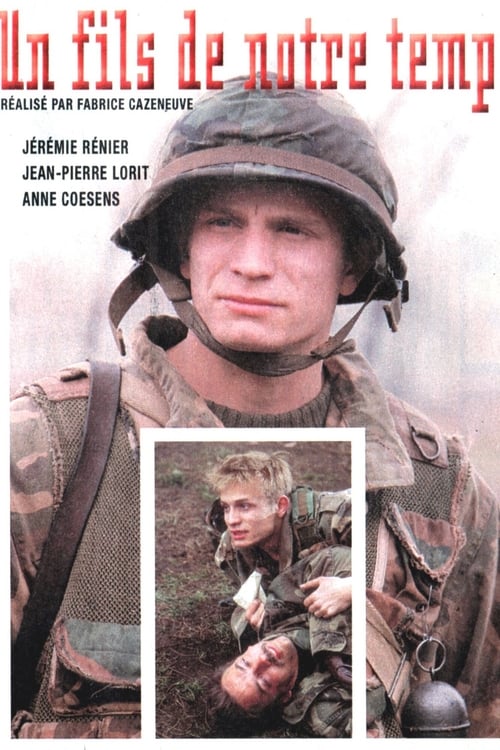 Un fils de notre temp
RÉALISÉ PAR FABRICE CAZENEUVE
JÉRÉMIE RÉNIER
JEAN-PIERRE LORIT
ANNE COESENS